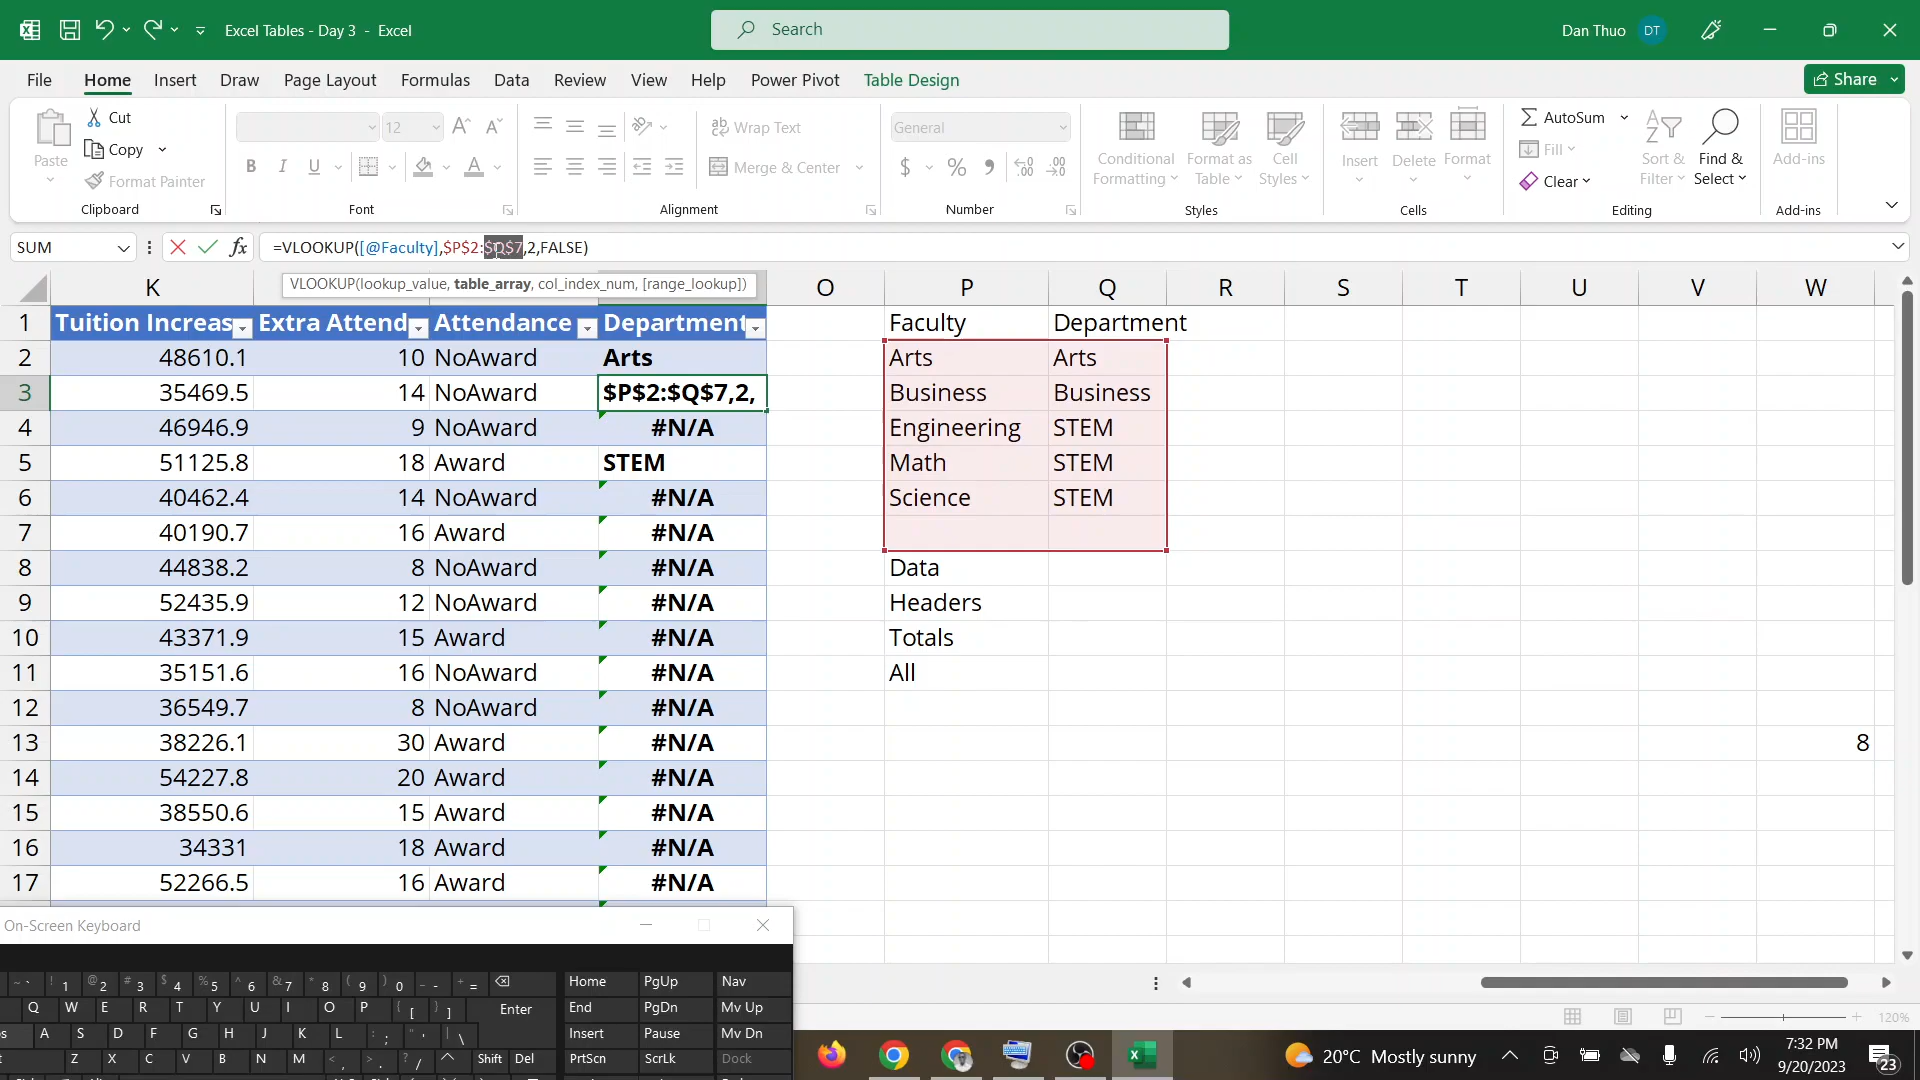 Excel Tables - Day 3 - Excel
Search
Dan Thuo DT
File Home Insert Draw Page Layout Formulas Data Review View Help Power Pivot Table Design Share
Paste Cut Copy Format Painter Clipboard
12 B I U A Font
Wrap Text Merge & Center Alignment
General $ % Number
Conditional Formatting Format as Table Cell Styles Styles
Insert Delete Format Cells
AutoSum Fill Clear Sort & Filter Find & Select Editing
Add-ins Add-ins
SUM fx =VLOOKUP([@Faculty],$P$2:$Q$7,2,FALSE)
VLOOKUP(lookup_value, table_array, col_index_num, [range_lookup])
K O P Q R S T U V W
1 Tuition Increas Extra Attend Attendance Department Faculty Department
2 48610.1 10 NoAward Arts Arts Arts
3 35469.5 14 NoAward $P$2:$Q$7,2, Business Business
4 46946.9 9 NoAward #N/A Engineering STEM
5 51125.8 18 Award STEM Math STEM
6 40462.4 14 NoAward #N/A Science STEM
7 40190.7 16 Award #N/A
8 44838.2 8 NoAward #N/A Data
9 52435.9 12 NoAward #N/A Headers
10 43371.9 15 Award #N/A Totals
11 35151.6 16 NoAward #N/A All
12 36549.7 8 NoAward #N/A
13 38226.1 30 Award #N/A 8
14 54227.8 20 Award #N/A
15 38550.6 15 Award #N/A
16 34331 18 Award #N/A
17 52266.5 16 Award #N/A
On-Screen Keyboard
~ ` ! 1 @ 2 # 3 $ 4 % 5 ^ 6 & 7 * 8 ( 9 ) 0 _ - + = Home PgUp Nav
Q W E R T Y U I O P { [ } ] Enter End PgDn Mv Up
A S D F G H J K L : ; " ' | \ Insert Pause Mv Dn
Z X C V B N M < , > . ? / Shift Del PrtScn ScrLk Dock
120%
20°C Mostly sunny
7:32 PM
9/20/2023
23